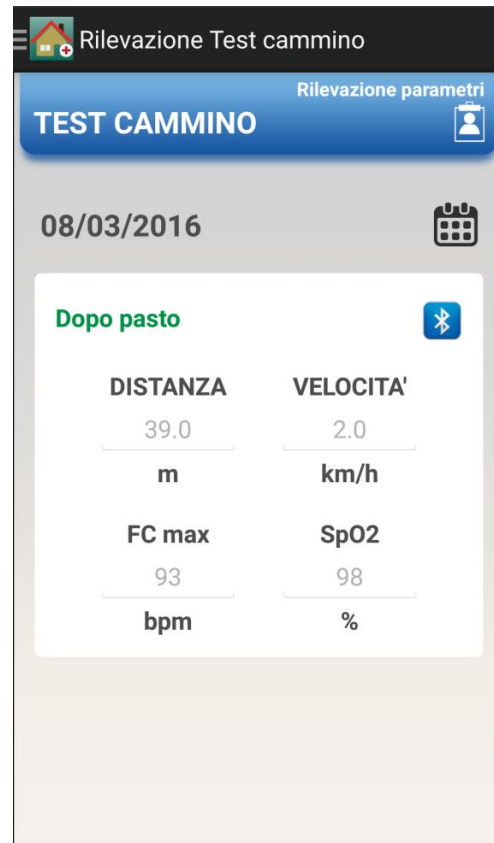 Rilevazione Test cammino
Rilevazione parametri
TEST CAMMINO
08/03/2016
Dopo pasto
DISTANZA VELOCITA'
39.0 2.0
m km/h
FC max SpO2
93 98
bpm %